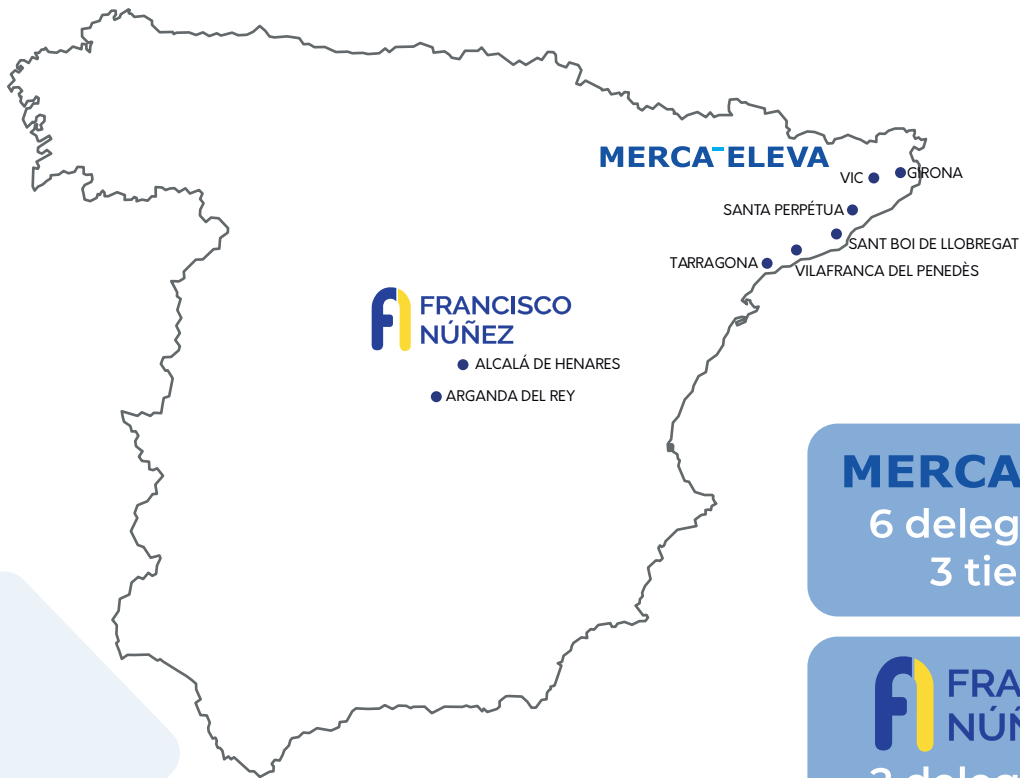 MERCA-ELEVA
VIC
GIRONA
SANTA PERPÉTUA
SANT BOI DE LLOBREGAT
TARRAGONA
VILAFRANCA DEL PENEDÈS
FRANCISCO
NÚÑEZ
ALCALÁ DE HENARES
ARGANDA DEL REY
MERCA
6 deleg
3 tie
FRA
NÚÑ